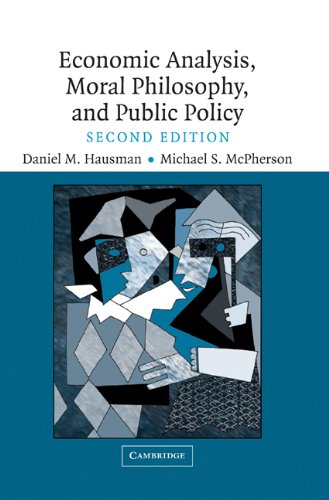 Economic Analysis,
Moral Philosophy,
and Public Policy
SECOND EDITION
Daniel M. Hausman • Michael S. McPherson
CAMBRIDGE